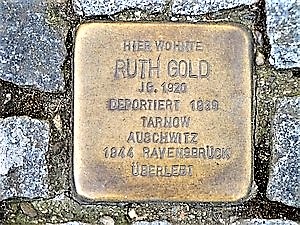 HIER WOHNTE
RUTH GOLD
JG. 1920
DEPORTIERT 1939
TARNOW
AUSCHWITZ
1944 RAVENSBRÜCK
ÜBERLEBT